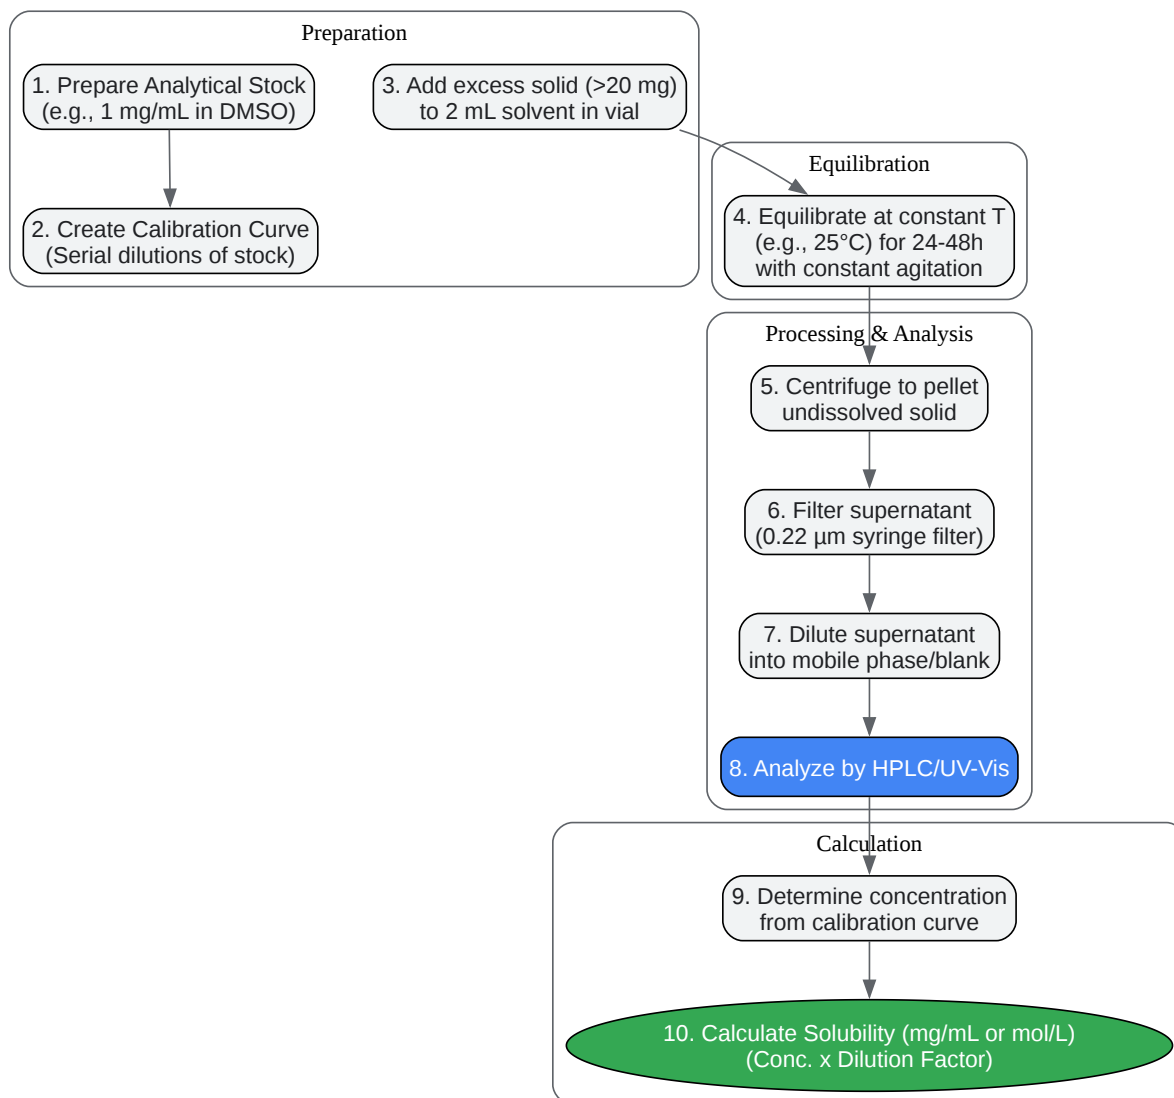 Preparation
1. Prepare Analytical Stock
(e.g., 1 mg/mL in DMSO)
3. Add excess solid (>20 mg)
to 2 mL solvent in vial
2. Create Calibration Curve
(Serial dilutions of stock)
Equilibration
4. Equilibrate at constant T
(e.g., 25°C) for 24-48h
with constant agitation
Processing & Analysis
5. Centrifuge to pellet
undissolved solid
6. Filter supernatant
(0.22 µm syringe filter)
7. Dilute supernatant
into mobile phase/blank
8. Analyze by HPLC/UV-Vis
Calculation
9. Determine concentration
from calibration curve
10. Calculate Solubility (mg/mL or mol/L)
(Conc. x Dilution Factor)